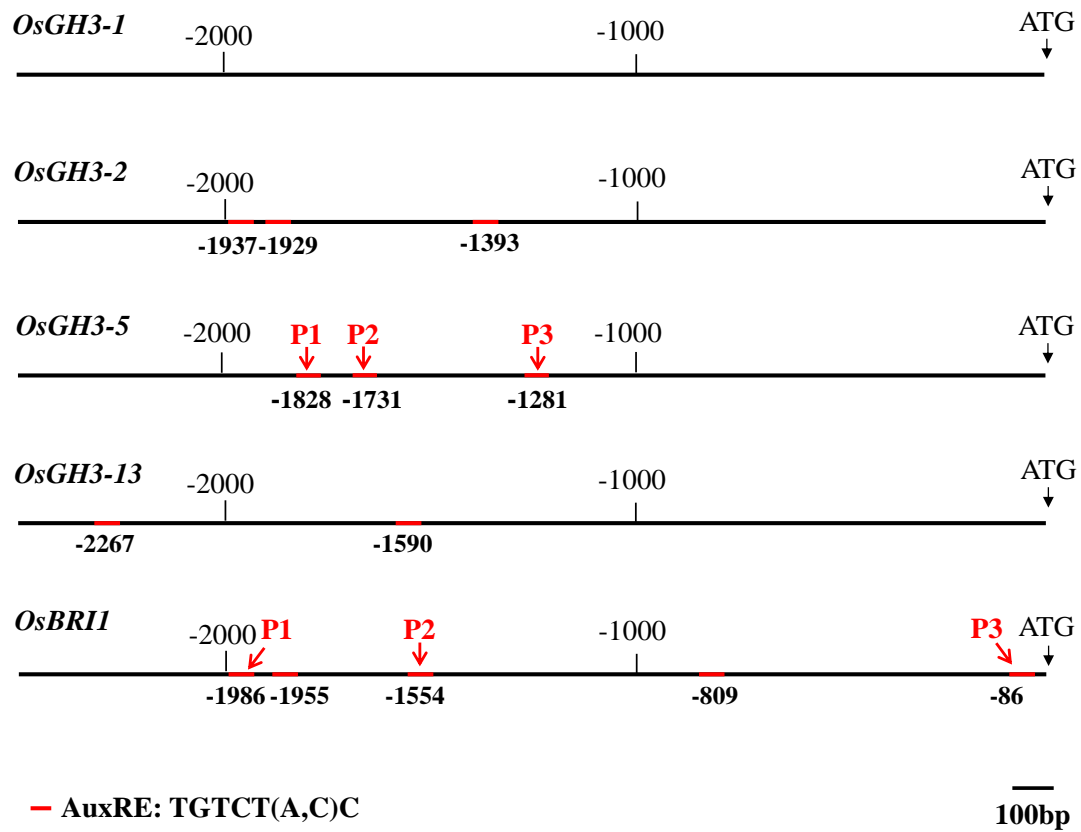 OsGH3-1
-2000
-1000
ATG
OsGH3-2
-2000
-1000
ATG
-1937
-1929
-1393
OsGH3-5
-2000
P1
P2
P3
-1000
ATG
-1828
-1731
-1281
OsGH3-13
-2000
-1000
ATG
-2267
-1590
OsBRI1
-2000
P1
P2
-1000
P3
ATG
-1986
-1955
-1554
-809
-86
AuxRE: TGTCT(A,C)C
100bp